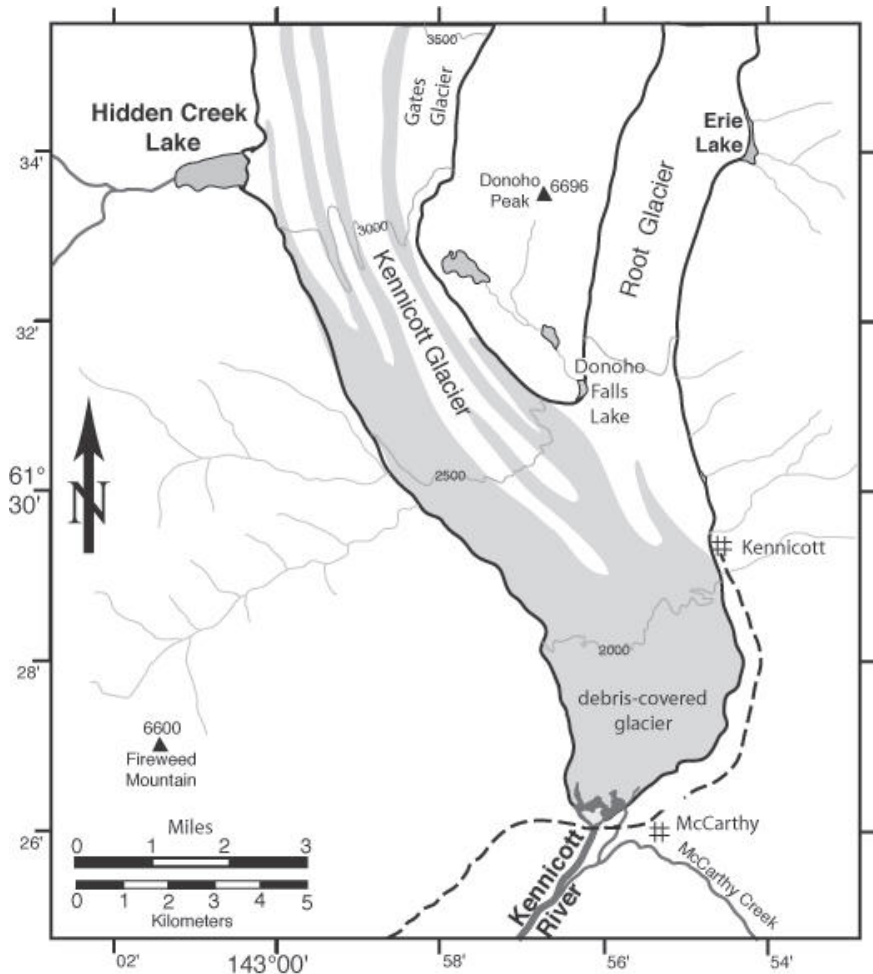 3500
Gates
Glacier
Hidden Creek
Lake
Erie
Lake
34'
Donoho
Peak
6696
Root Glacier
3000
Kennicott Glacier
32'
Donoho
Falls
Lake
61°
30'
2500
N
Kennicott
2000
28'
debris-covered
glacier
6600
Fireweed
Mountain
Miles
0 1 2 3
0 1 2 3 4 5
Kilometers
26'
McCarthy
McCarthy Creek
Kennicott
River
02'
143°00'
58'
56'
54'